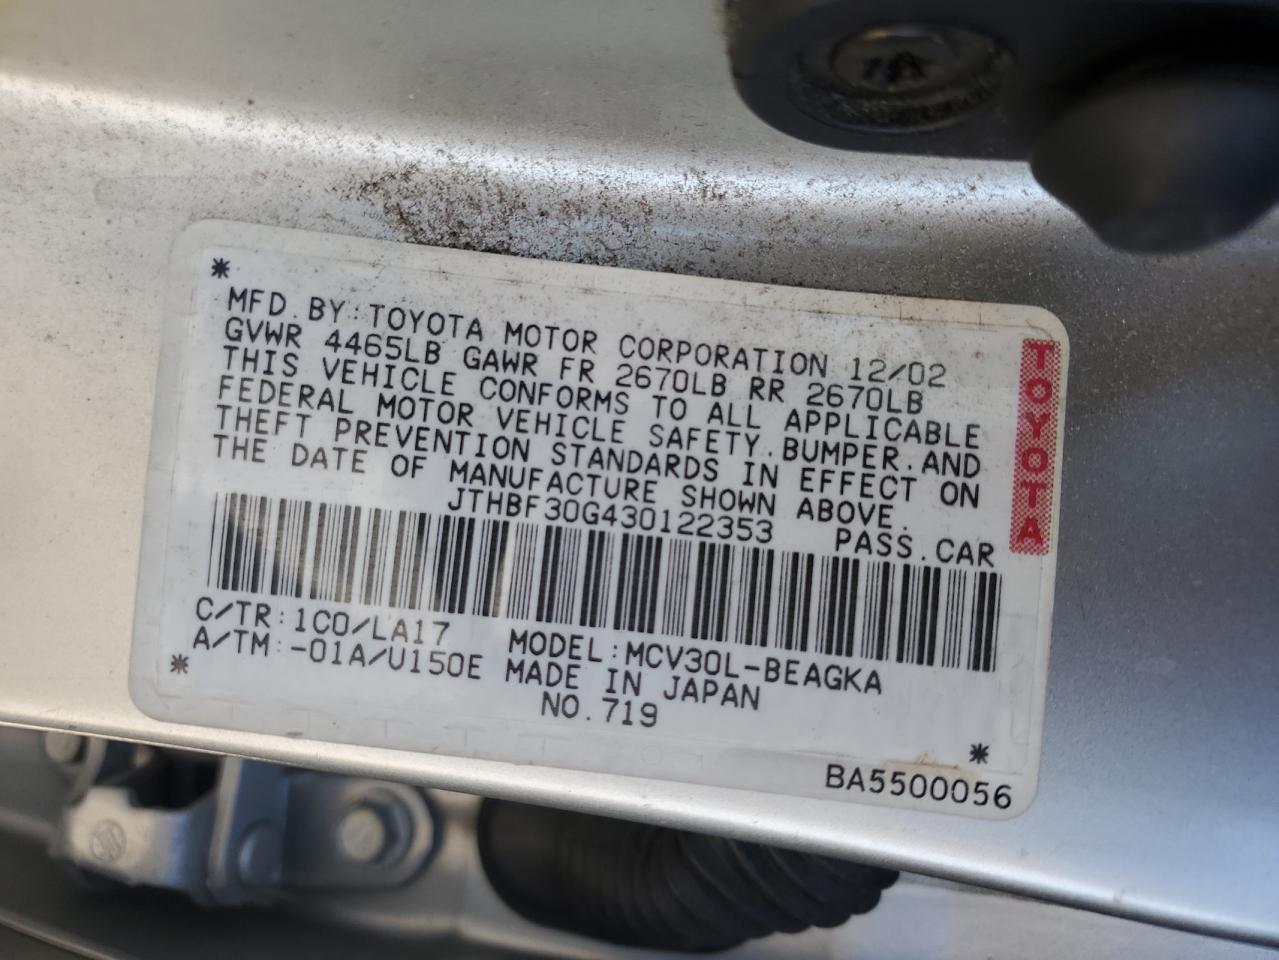 MFD.BY:TOYOTA MOTOR CORPORATION 12/02
GVWR 4465LB GAWR FR 2670LB RR 2670LB
THIS VEHICLE CONFORMS TO ALL APPLICABLE
FEDERAL MOTOR VEHICLE SAFETY.BUMPER.AND
THEFT PREVENTION STANDARDS IN EFFECT ON
THE DATE OF MANUFACTURE SHOWN ABOVE.
JTHBF30G430122353 PASS.CAR
C/TR:1C0/LA17 MODEL:MCV30L-BEAGKA
A/TM:-01A/U150E MADE IN JAPAN
NO.719
BA5500056
TOYOTA